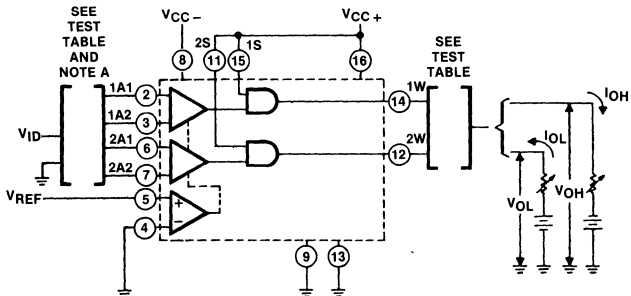 SEE
TEST
TABLE
AND
NOTE A
VCC−
VCC+
2S
1S
8
11
15
16
SEE
TEST
TABLE
1A1
2
1A2
3
2A1
6
2A2
7
VID
VREF
5
4
+
−
14
1W
12
2W
9
13
IOH
IOL
VOL
VOH